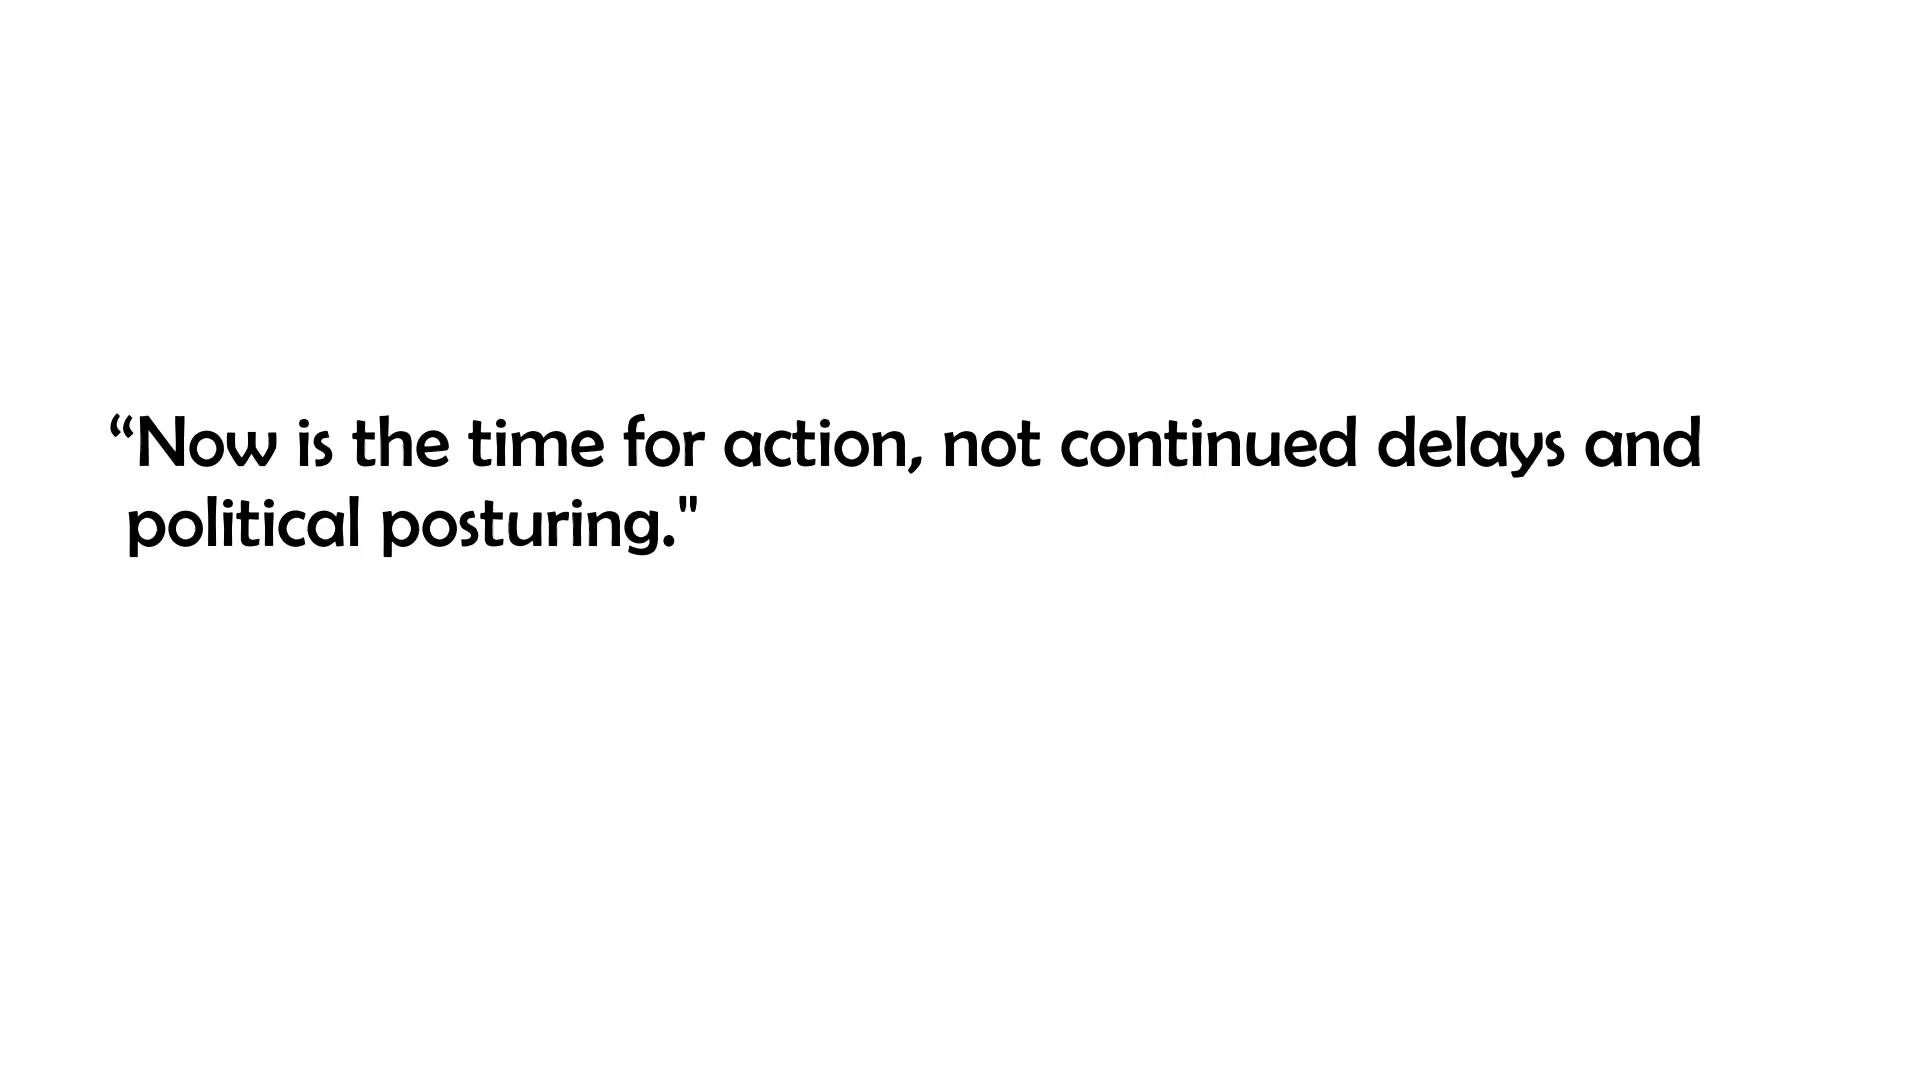 “Now is the time for action, not continued delays and
political posturing."